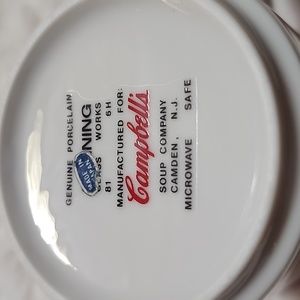 GENUINE PORCELAIN
NING
WORKS
81 6H
MANUFACTURED FOR:
Campbell's
SOUP COMPANY
CAMDEN, N.J.
MICROWAVE SAFE